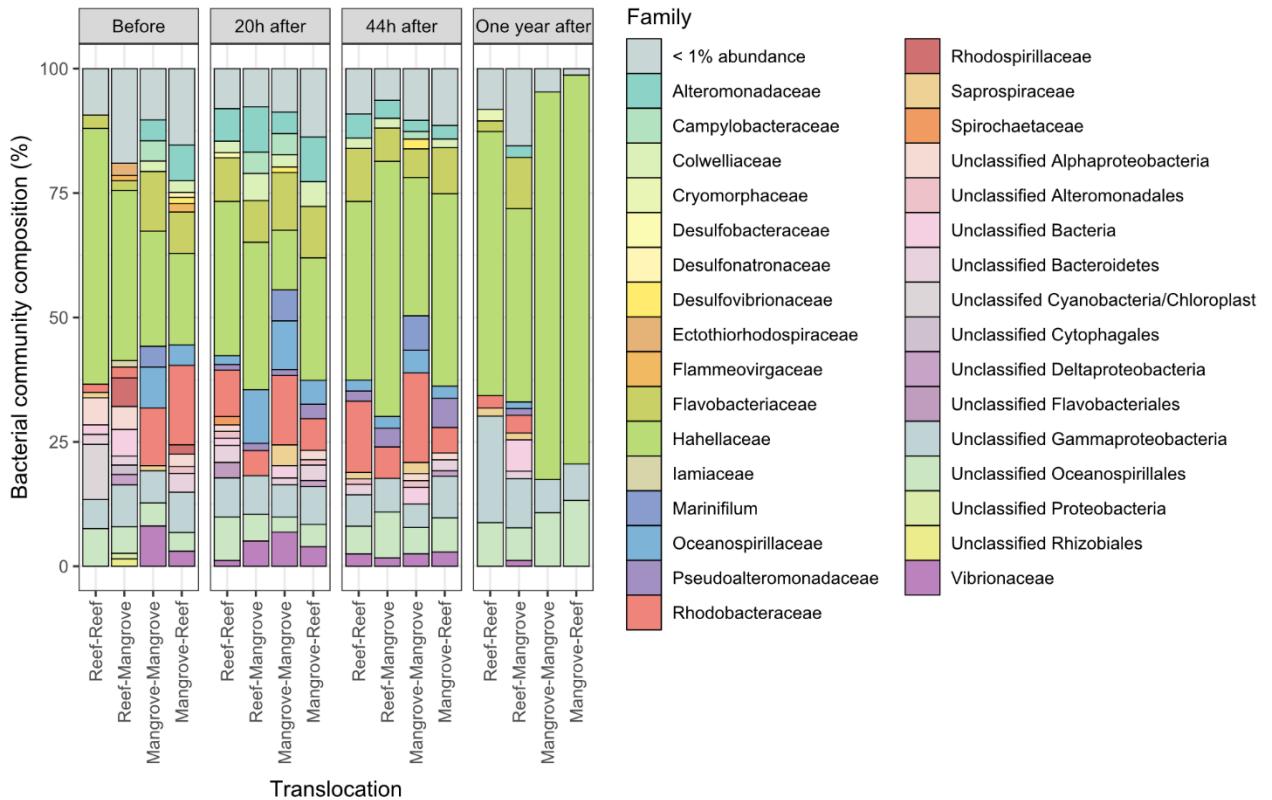 Before
20h after
44h after
One year after
Bacterial community composition (%)
100
75
50
25
0
Reef-Reef
Reef-Mangrove
Mangrove-Mangrove
Mangrove-Reef
Reef-Reef
Reef-Mangrove
Mangrove-Mangrove
Mangrove-Reef
Reef-Reef
Reef-Mangrove
Mangrove-Mangrove
Mangrove-Reef
Reef-Reef
Reef-Mangrove
Mangrove-Mangrove
Mangrove-Reef
Translocation
Family
< 1% abundance
Alteromonadaceae
Campylobacteraceae
Colwelliaceae
Cryomorphaceae
Desulfobacteraceae
Desulfonatronaceae
Desulfovibrionaceae
Ectothiorhodospiraceae
Flammeovirgaceae
Flavobacteriaceae
Hahellaceae
Iamiaceae
Marinifilum
Oceanospirillaceae
Pseudoalteromonadaceae
Rhodobacteraceae
Rhodospirillaceae
Saprospiraceae
Spirochaetaceae
Unclassified Alphaproteobacteria
Unclassified Alteromonadales
Unclassified Bacteria
Unclassified Bacteroidetes
Unclassifed Cyanobacteria/Chloroplast
Unclassified Cytophagales
Unclassified Deltaproteobacteria
Unclassified Flavobacteriales
Unclassified Gammaproteobacteria
Unclassified Oceanospirillales
Unclassified Proteobacteria
Unclassified Rhizobiales
Vibrionaceae